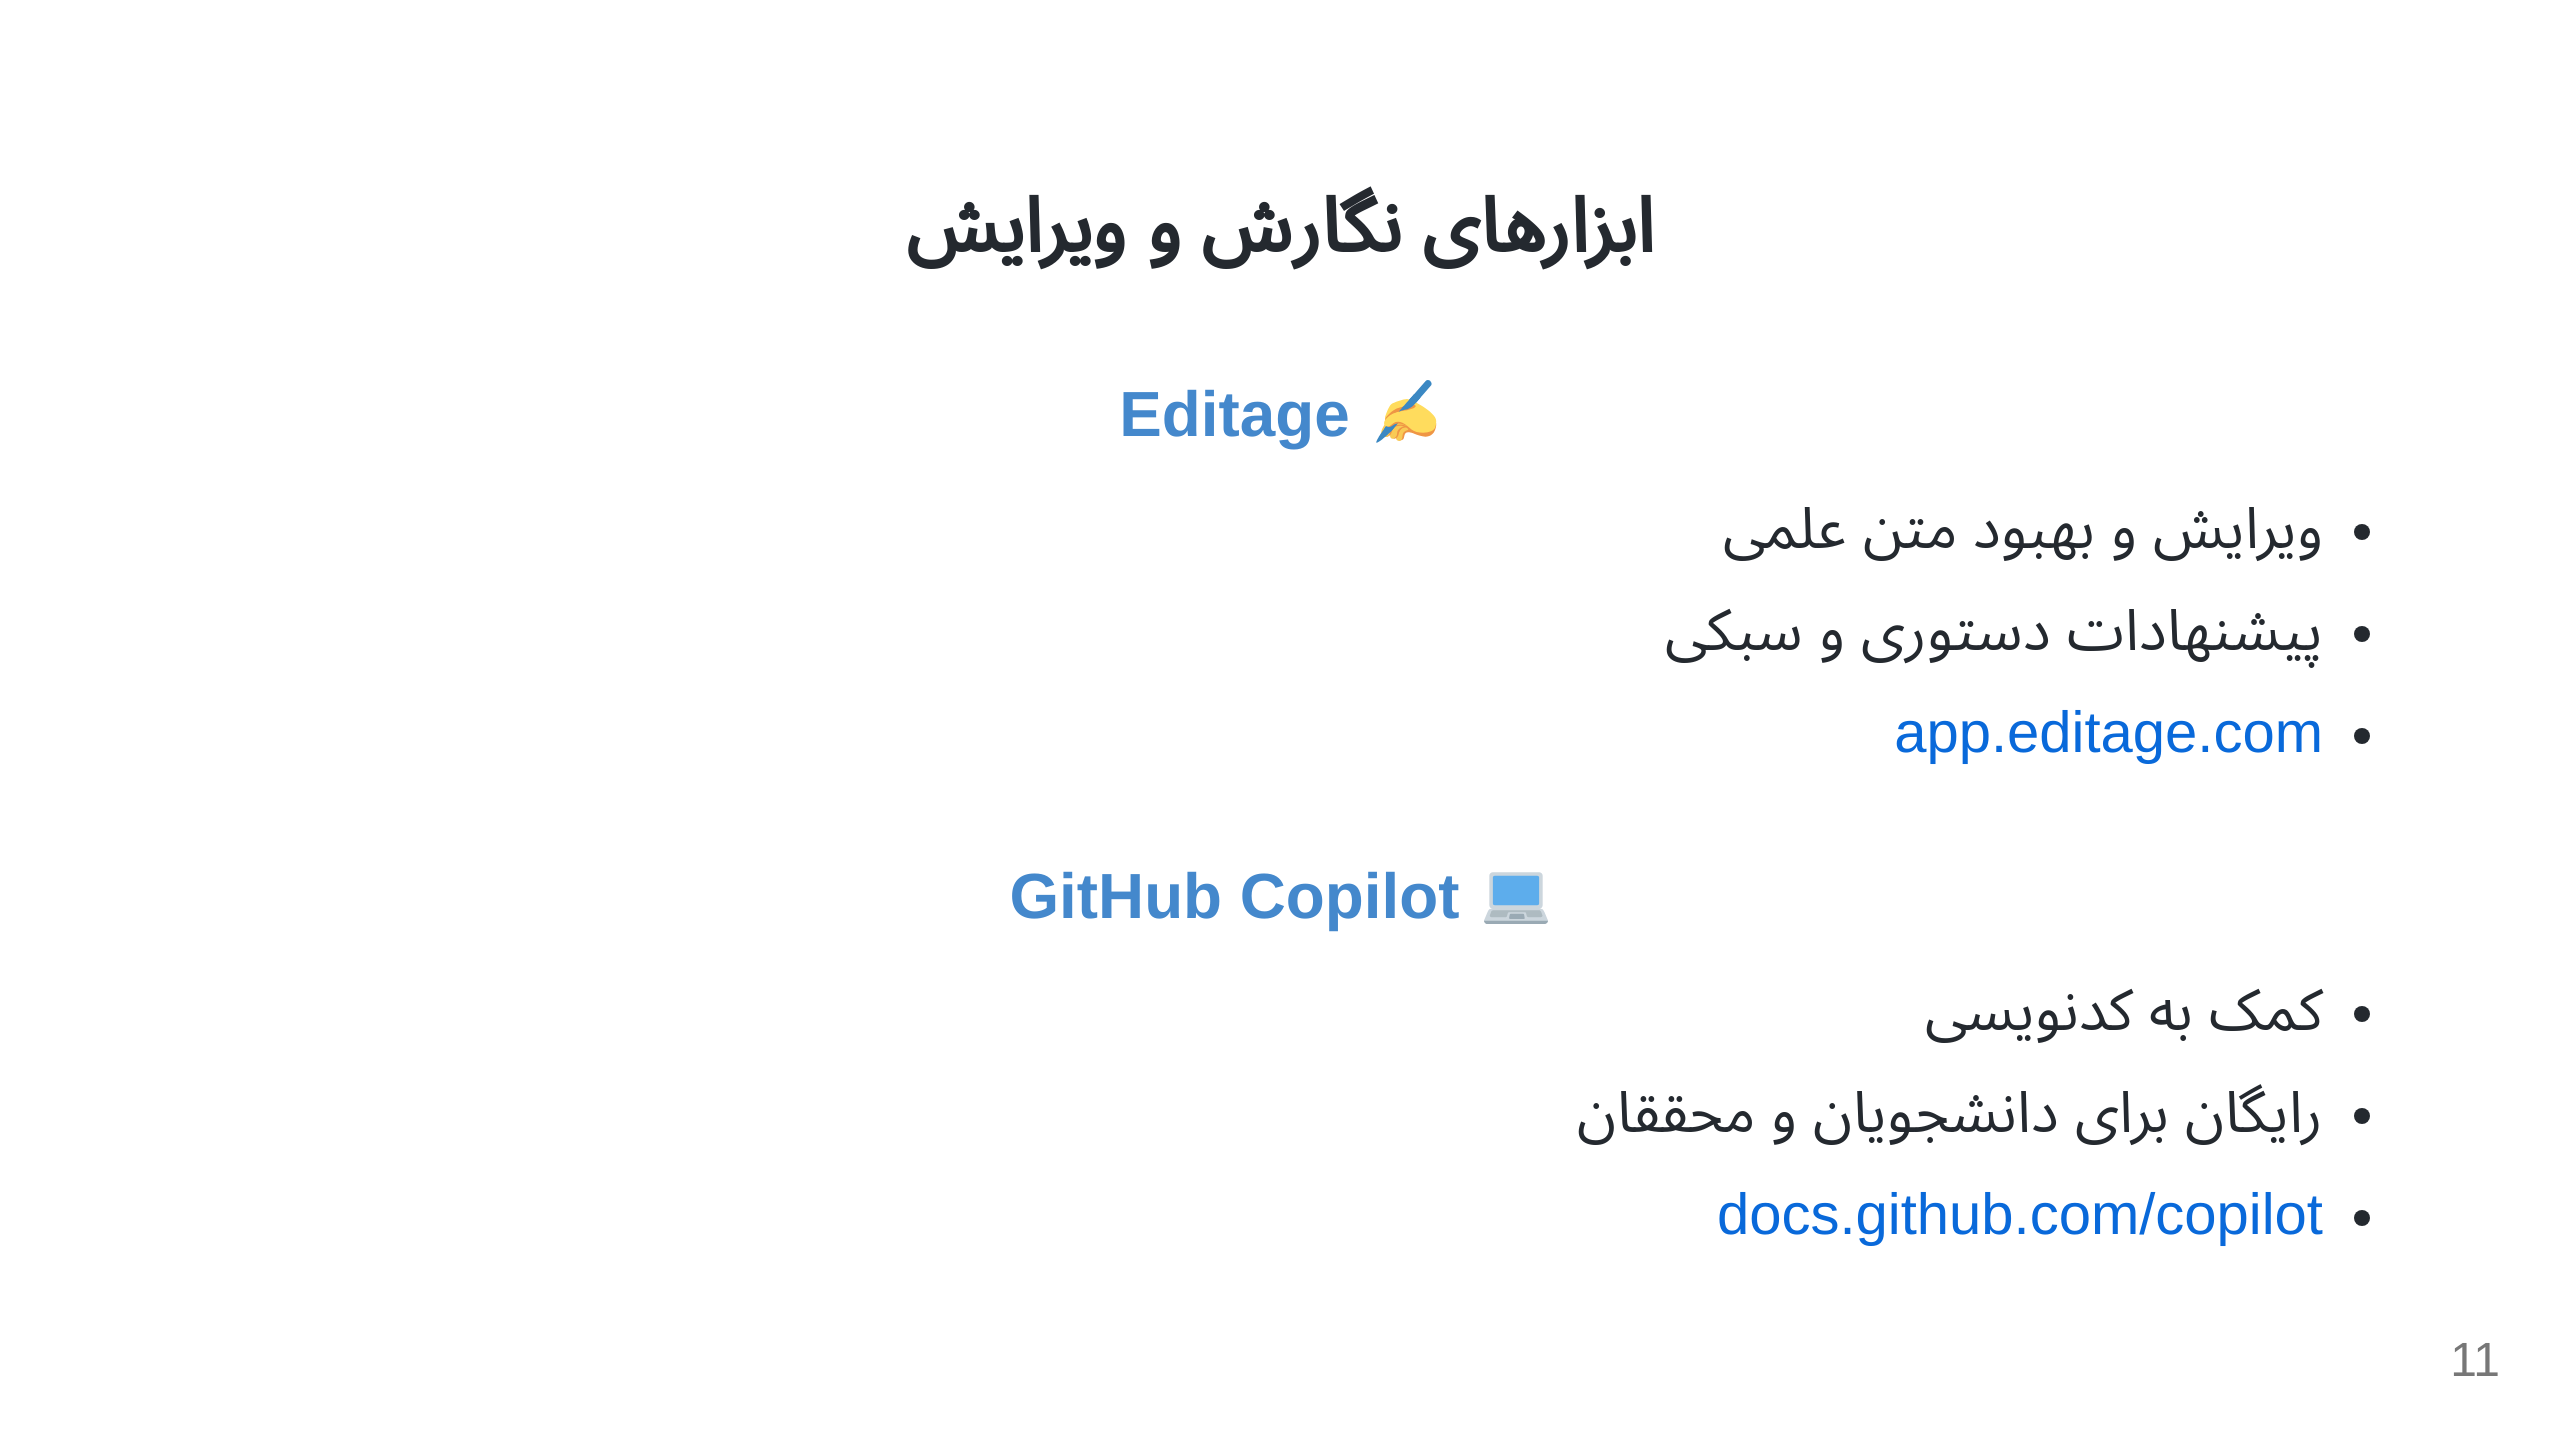 ابزارهای نگارش و ویرایش
✍️ Editage
• ویرایش و بهبود متن علمی
• پیشنهادات دستوری و سبکی
• app.editage.com
💻 GitHub Copilot
• کمک به کدنویسی
• رایگان برای دانشجویان و محققان
• docs.github.com/copilot
11